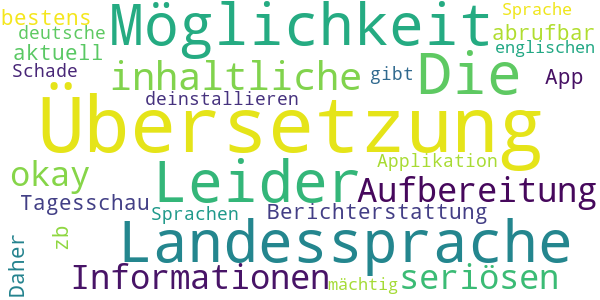 bestens Möglichkeit Sprache
deutsche abrufbar
aktuell englischen
Schade inhaltliche gibt Die App
deinstallieren
Übersetzung
okay Leider Applikation
Aufbereitung
Tagesschau Sprachen Berichterstattung
Daher zb Landessprache
Informationen mächtig seriösen